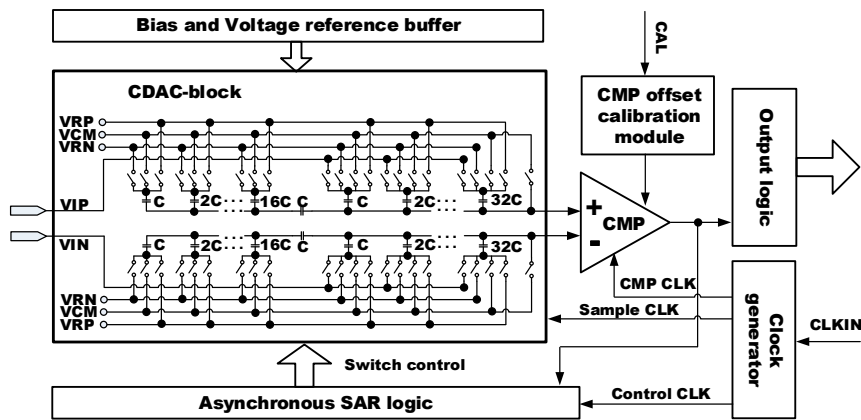 Bias and Voltage reference buffer
CAL
CDAC-block
CMP offset
calibration
module
Output logic
VRP
VCM
VRN
C 2C ··· 16C C C 2C ··· 32C
VIP
VIN
+
-
CMP
C 2C ··· 16C C C 2C ··· 32C
VRN
VCM
VRP
CMP CLK
Sample CLK
Clock
generator
CLKIN
Switch control
Control CLK
Asynchronous SAR logic